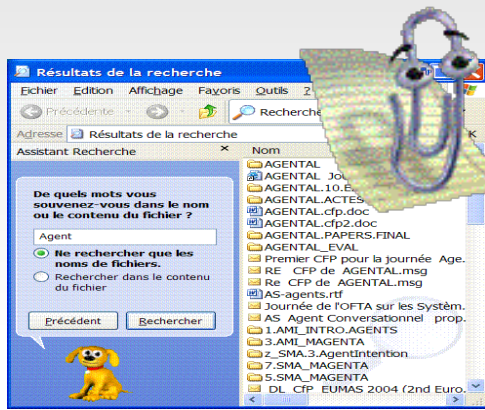 Résultats de la recherche
Fichier Edition Affichage Favoris Outils ?
Précédente Recherche
Adresse Résultats de la recherche
Assistant Recherche
De quels mots vous
souvenez-vous dans le nom
ou le contenu du fichier ?
Agent
Ne rechercher que les
noms de fichiers.
Rechercher dans le contenu
du fichier
Précédent Rechercher
Nom
AGENTAL
AGENTAL
AGENTAL.10.
AGENTAL.ACTES
AGENTAL.cfp.doc
AGENTAL.cfp2.doc
AGENTAL.PAPERS.FINAL
AGENTAL_EVAL
Premier CFP pour la journée Age.
RE CFP de AGENTAL.msg
Re CFP de AGENTAL.msg
AS-agents.rtf
Journée de l'OFTA sur les Systèm.
AS Agent Conversationnel prop.
1.AMI_INTRO.AGENTS
3.AMI_MAGENTA
z_SMA.3.AgentIntention
7.SMA_MAGENTA
5.SMA_MAGENTA
DL CfP EUMAS 2004 (2nd Euro.